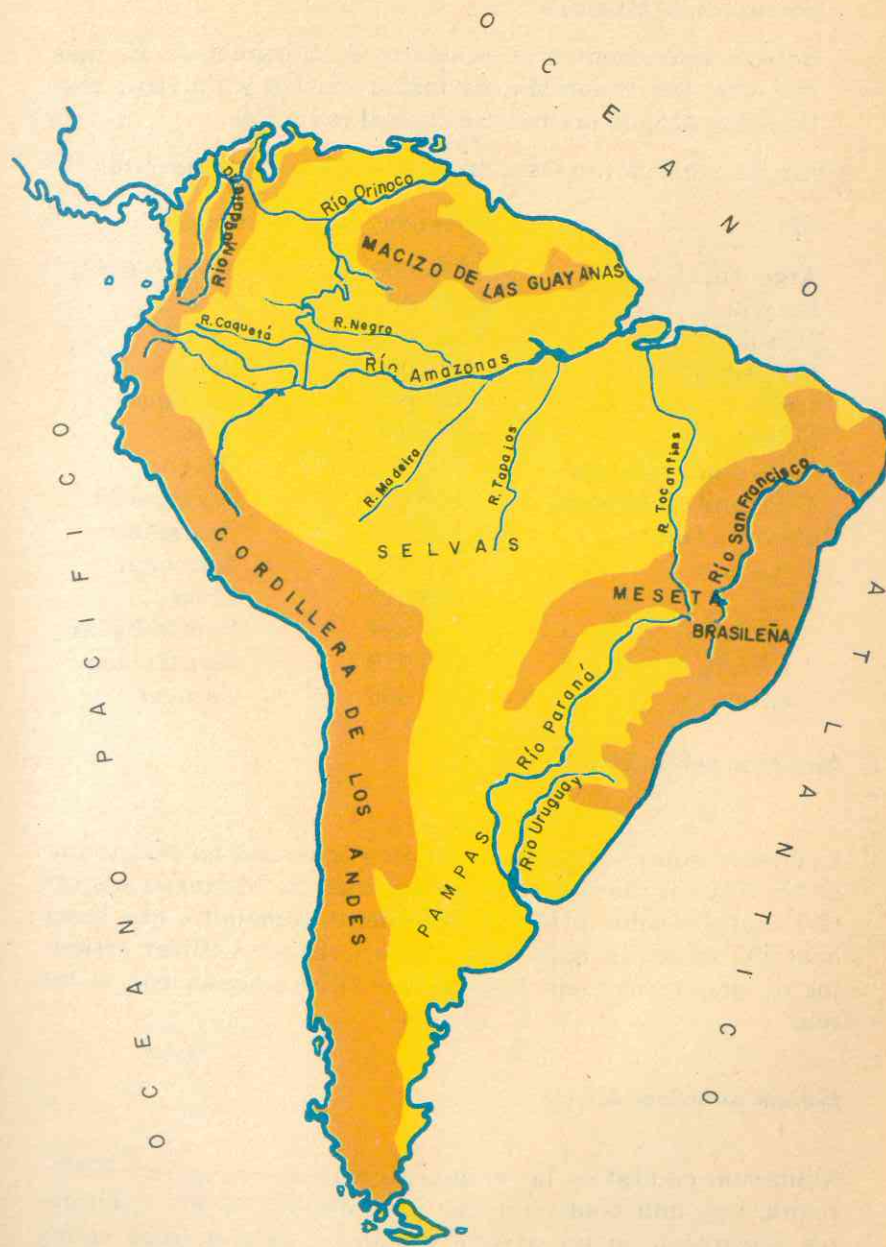 OCEANO
ATLANTICO
OCEANO PACIFICO
Río Magdalena
Río Orinoco
MACIZO DE
LAS GUAYANAS
R. Caquetá
R. Negro
Río Amazonas
R. Madeira
R. Tapajos
R. Tocantins
Río San Francisco
SELVAIS
MESETA
BRASILEÑA
CORDILLERA DE LOS ANDES
Río Paraná
Río Uruguay
PAMPAS